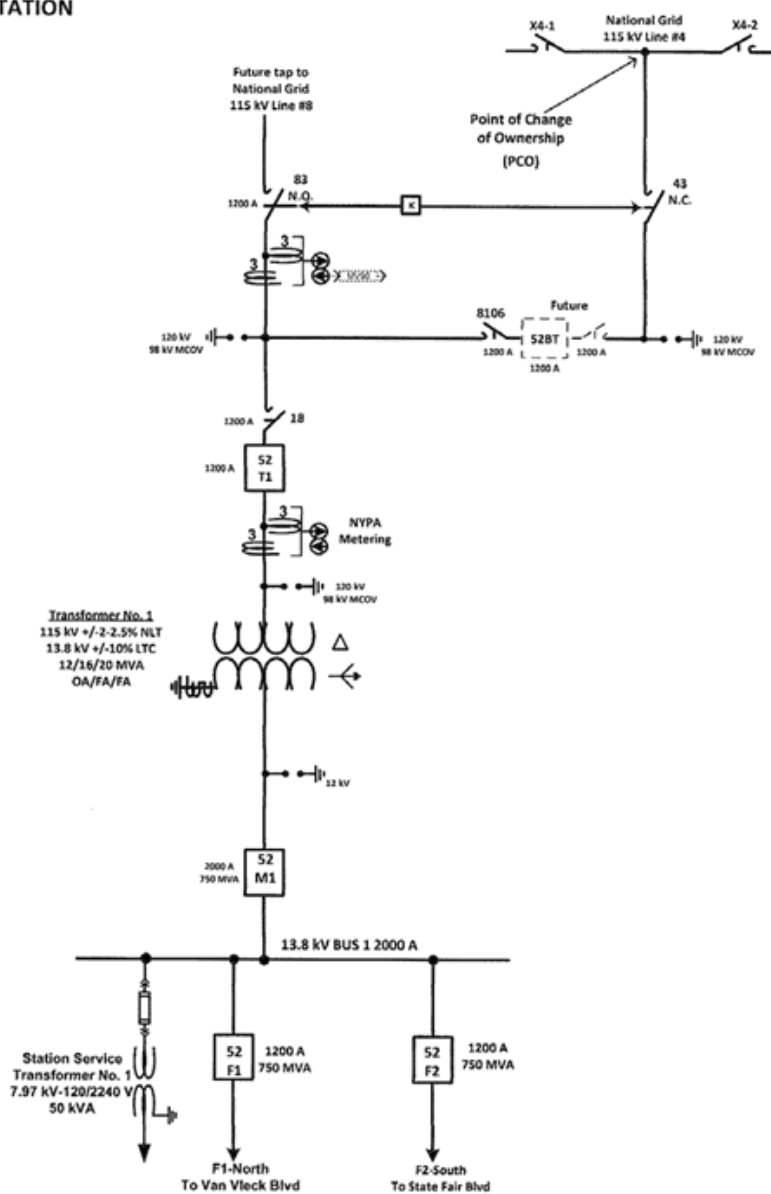 TATION
X4-1
National Grid
115 kV Line #4
X4-2
Future tap to
National Grid
115 kV Line #8
Point of Change
of Ownership
(PCO)
83
N.O.
1200 A
K
43
N.C.
3
3
120 kV
98 kV MCOV
8106
1200 A
Future
52BT
1200 A
1200 A
120 kV
98 kV MCOV
1200 A
18
1200 A
52
T1
3
3
NYPA
Metering
120 kV
98 kV MCOV
Transformer No. 1
115 kV +/-2-2.5% NLT
13.8 kV +/-10% LTC
12/16/20 MVA
OA/FA/FA
12 kV
2000 A
750 MVA
52
M1
13.8 kV BUS 1 2000 A
Station Service
Transformer No. 1
7.97 kV-120/2240 V
50 kVA
52
F1
1200 A
750 MVA
52
F2
1200 A
750 MVA
F1-North
To Van Vleck Blvd
F2-South
To State Fair Blvd